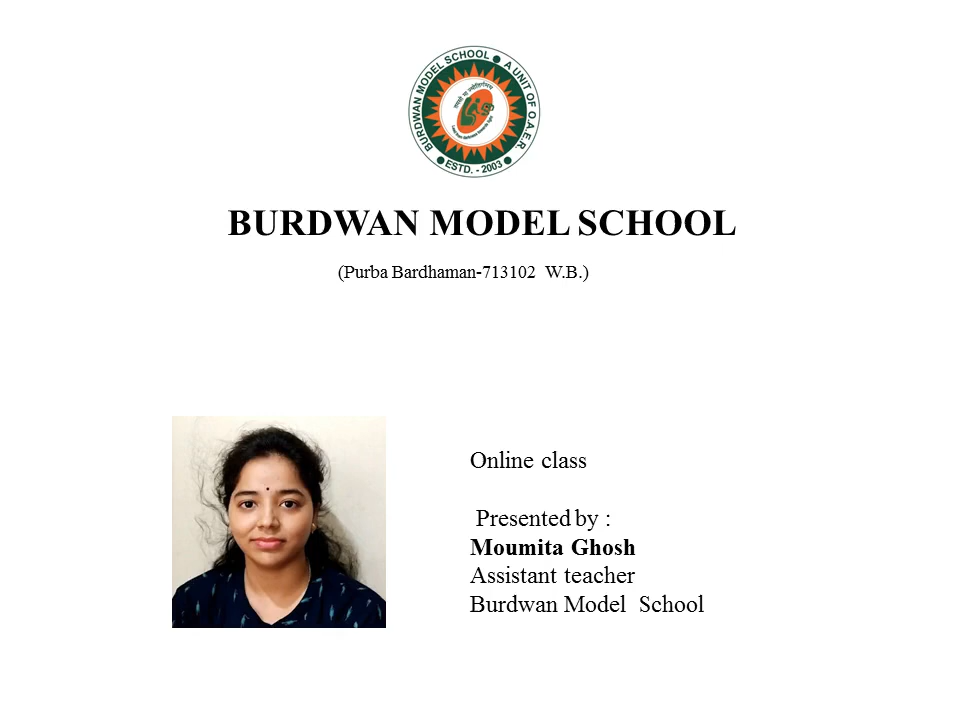 BURDWAN MODEL SCHOOL ● A UNIT OF O.A.E.R. ● ESTD. - 2003 ●
BURDWAN MODEL SCHOOL
(Purba Bardhaman-713102 W.B.)
Online class
Presented by :
Moumita Ghosh
Assistant teacher
Burdwan Model School